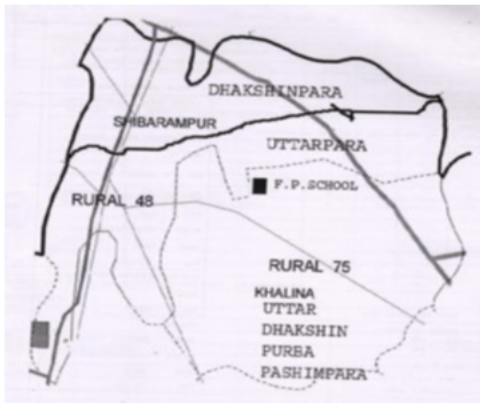 DHAKSHINPARA
SHIBARAMPUR
UTTARPARA
F.P.SCHOOL
RURAL 48
RURAL 75
KHALINA
UTTAR
DHAKSHIN
PURBA
PASHIMPARA